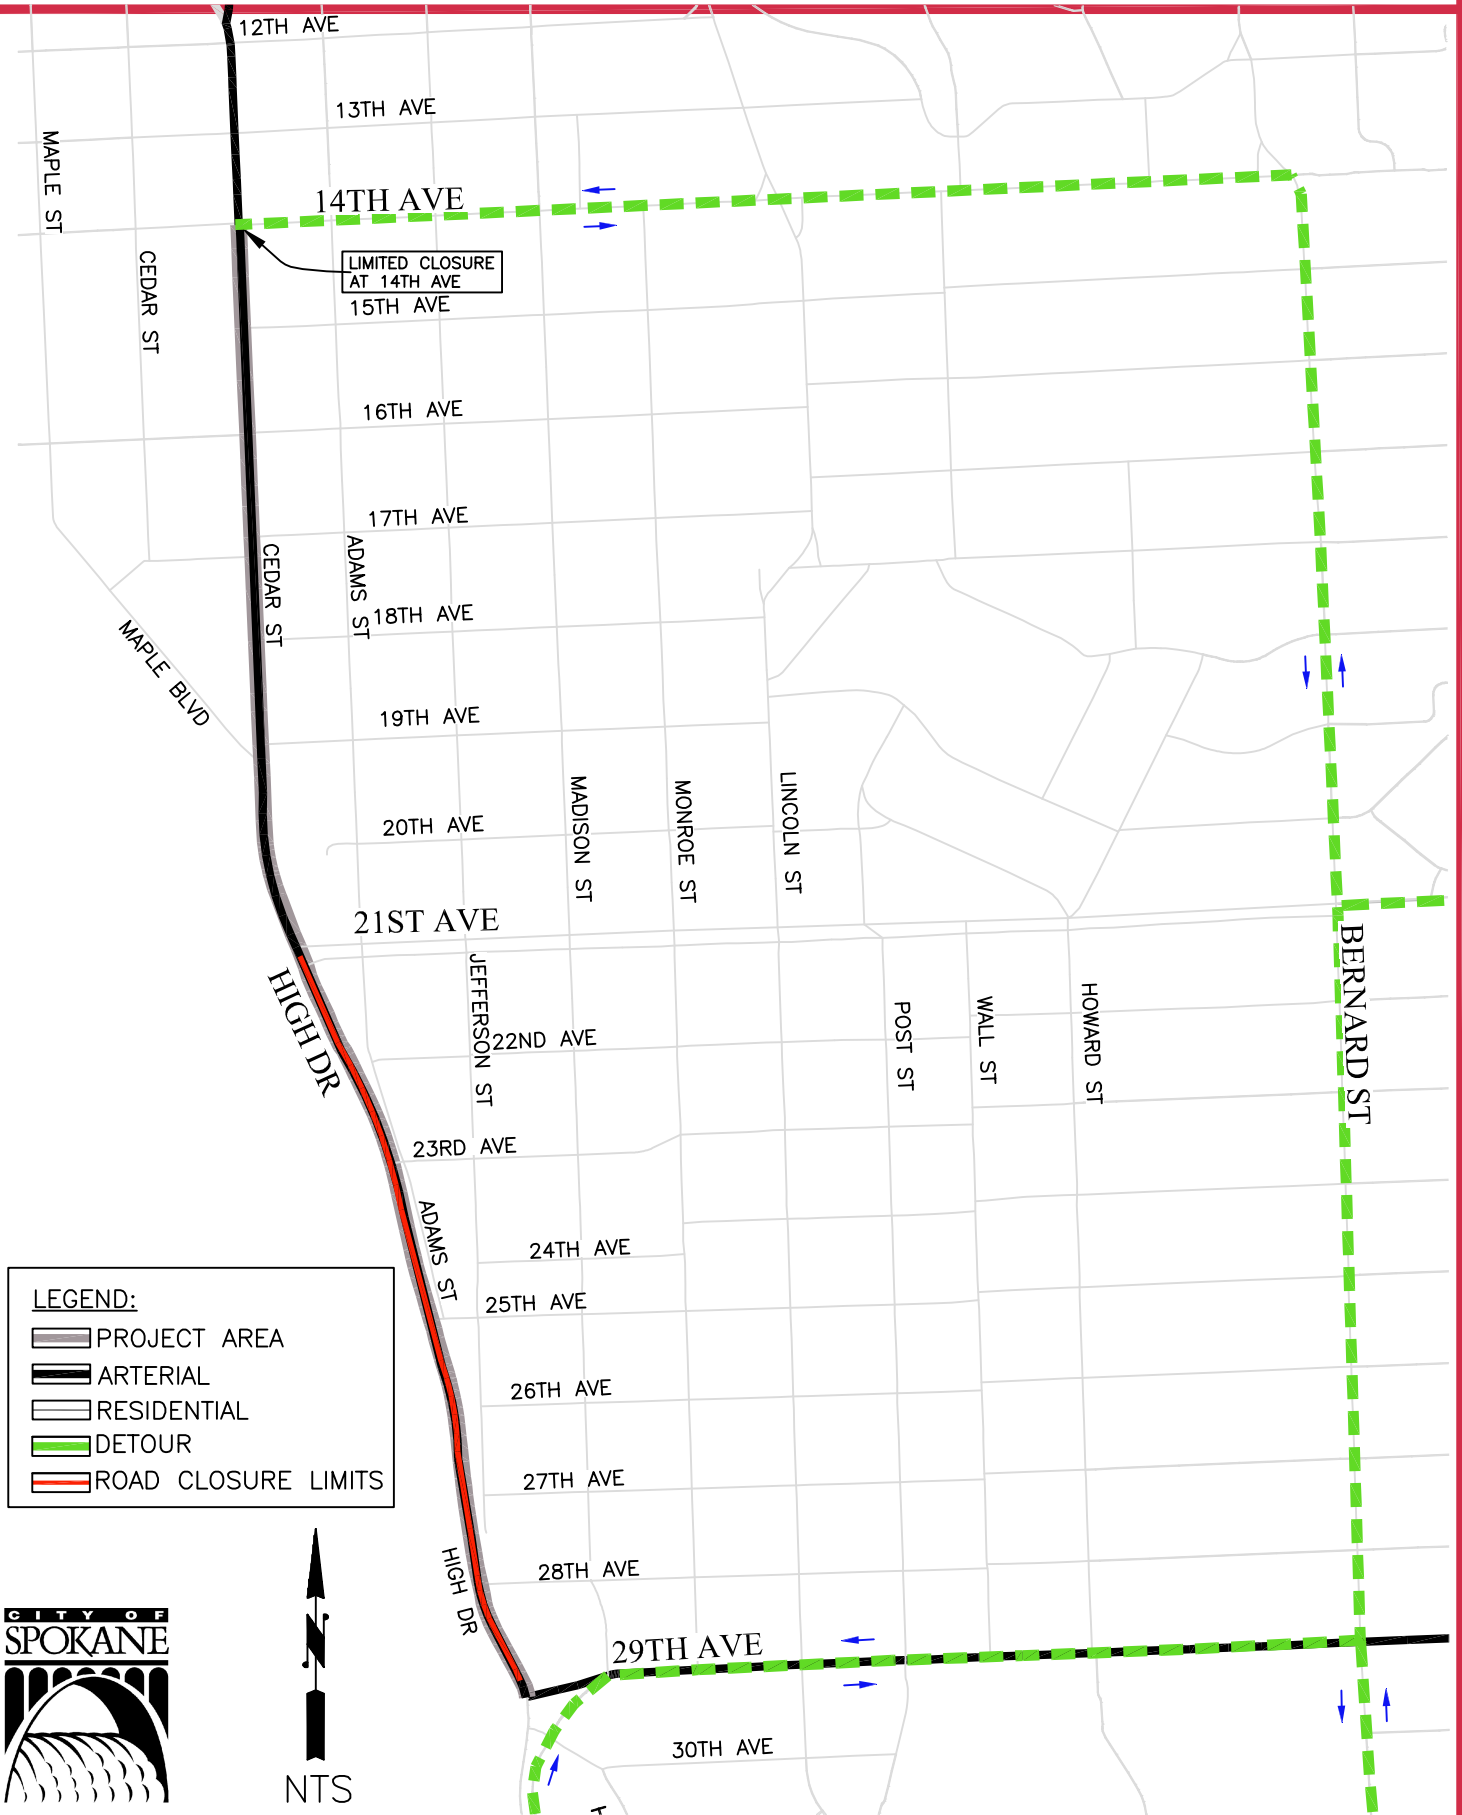 12TH AVE
13TH AVE
MAPLE ST
14TH AVE
CEDAR ST
LIMITED CLOSURE
AT 14TH AVE
15TH AVE
16TH AVE
17TH AVE
CEDAR ST
ADAMS ST
18TH AVE
MAPLE BLVD
19TH AVE
MADISON ST
MONROE ST
LINCOLN ST
20TH AVE
21ST AVE
BERNARD ST
HIGH DR
JEFFERSON ST
22ND AVE
POST ST
WALL ST
HOWARD ST
23RD AVE
ADAMS ST
24TH AVE
25TH AVE
LEGEND:
PROJECT AREA
ARTERIAL
RESIDENTIAL
DETOUR
ROAD CLOSURE LIMITS
26TH AVE
27TH AVE
28TH AVE
HIGH DR
CITY OF
SPOKANE
N
29TH AVE
30TH AVE
NTS